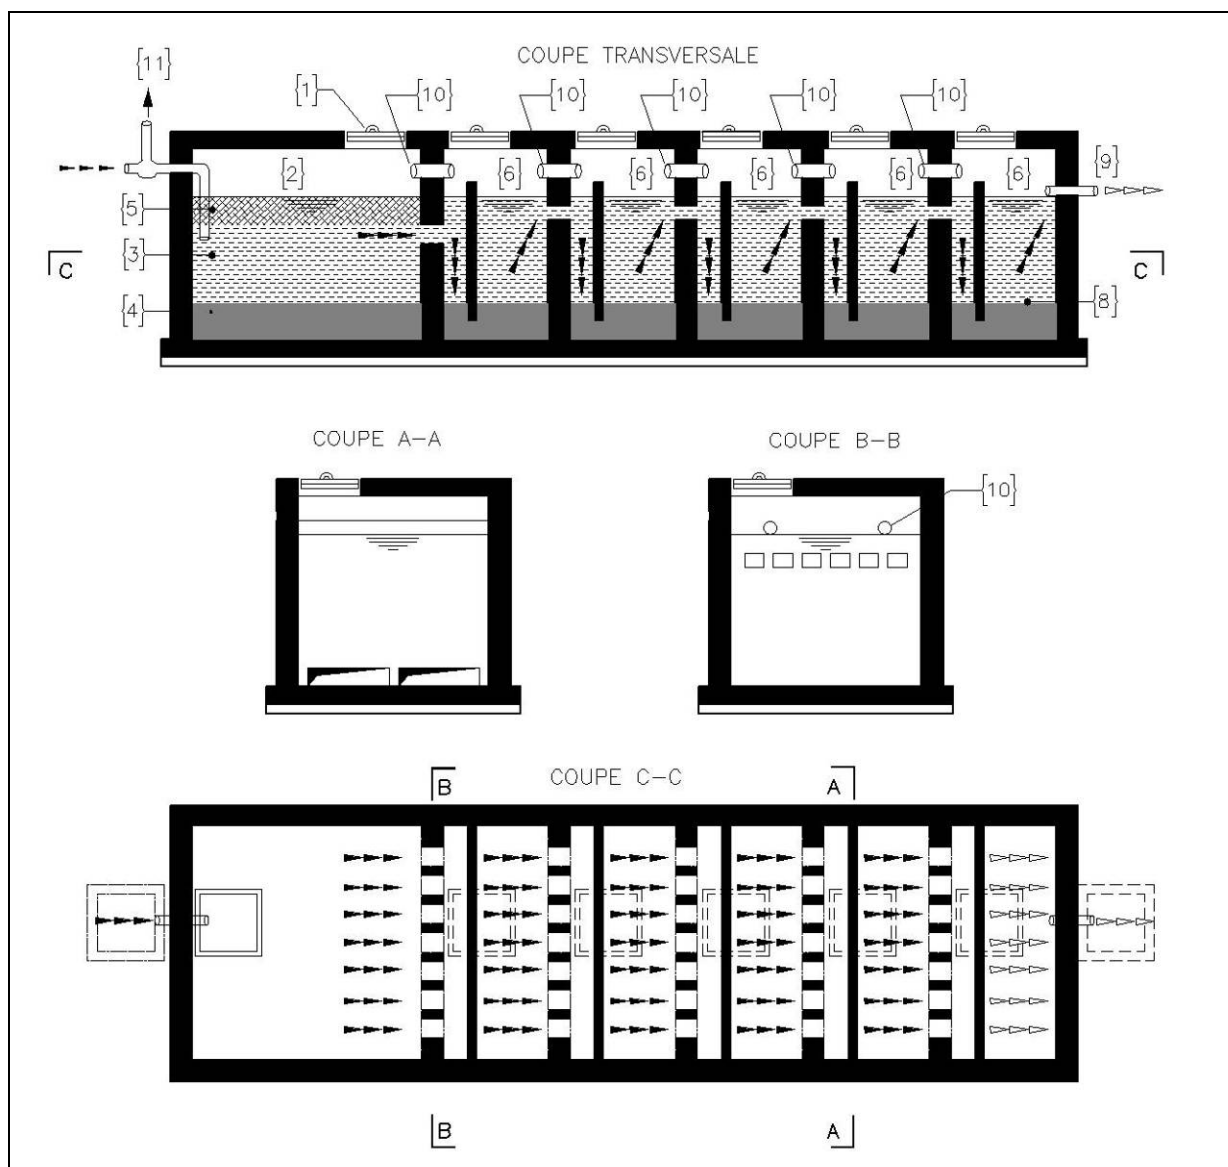 COUPE TRANSVERSALE
{11}
{1} {10} {10} {10} {10} {10}
{2} {6} {6} {6} {6} {6} {9}
{5}
{3}
C C
{4} {8}
COUPE A-A COUPE B-B
{10}
B COUPE C-C A
B A